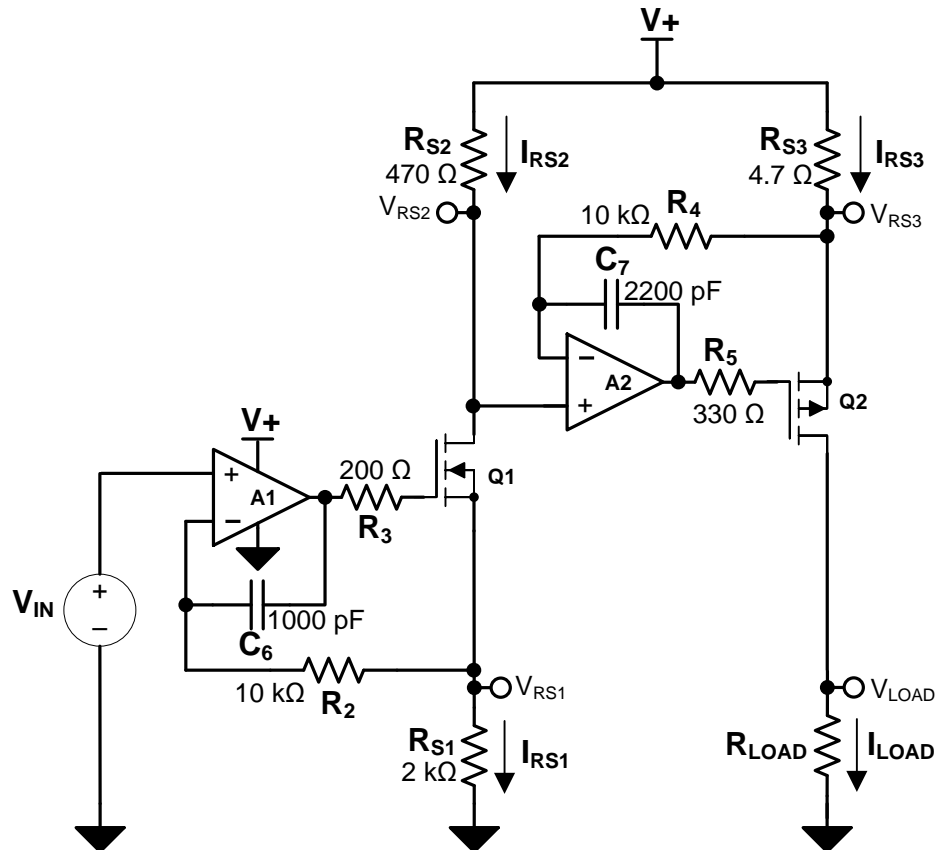 V+
RS2
470 Ω
IRS2
RS3
4.7 Ω
IRS3
VRS2
10 kΩ
R4
VRS3
C7
2200 pF
−
A2
+
R5
330 Ω
Q2
V+
+
A1
−
200 Ω
R3
Q1
VIN
+
−
1000 pF
C6
10 kΩ
R2
VRS1
RS1
2 kΩ
IRS1
VLOAD
RLOAD
ILOAD